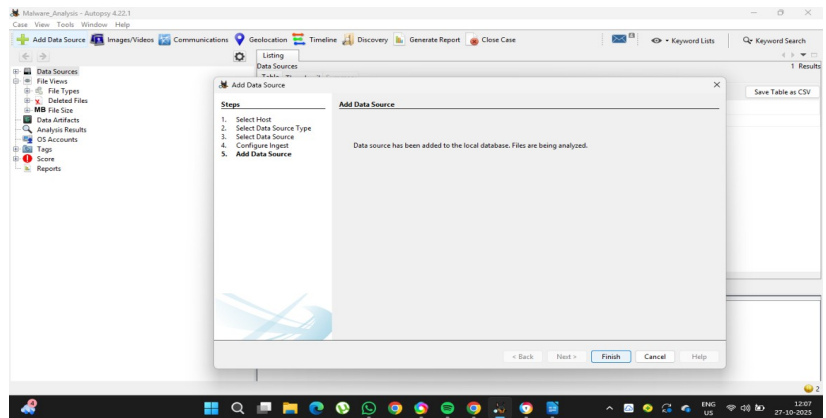 Malware_Analysis - Autopsy 4.22.1
Case View Tools Window Help
Add Data Source Images/Videos Communications Geolocation Timeline Discovery Generate Report Close Case Keyword Lists Keyword Search
Listing
Data Sources
1 Results
Save Table as CSV
Data Sources
File Views
File Types
Deleted Files
MB File Size
Data Artifacts
Analysis Results
OS Accounts
Tags
Score
Reports
Add Data Source
Steps
1. Select Host
2. Select Data Source Type
3. Select Data Source
4. Configure Ingest
5. Add Data Source
Add Data Source
Data source has been added to the local database. Files are being analyzed.
< Back Next > Finish Cancel Help
2
ENG
US
12:07
27-10-2025